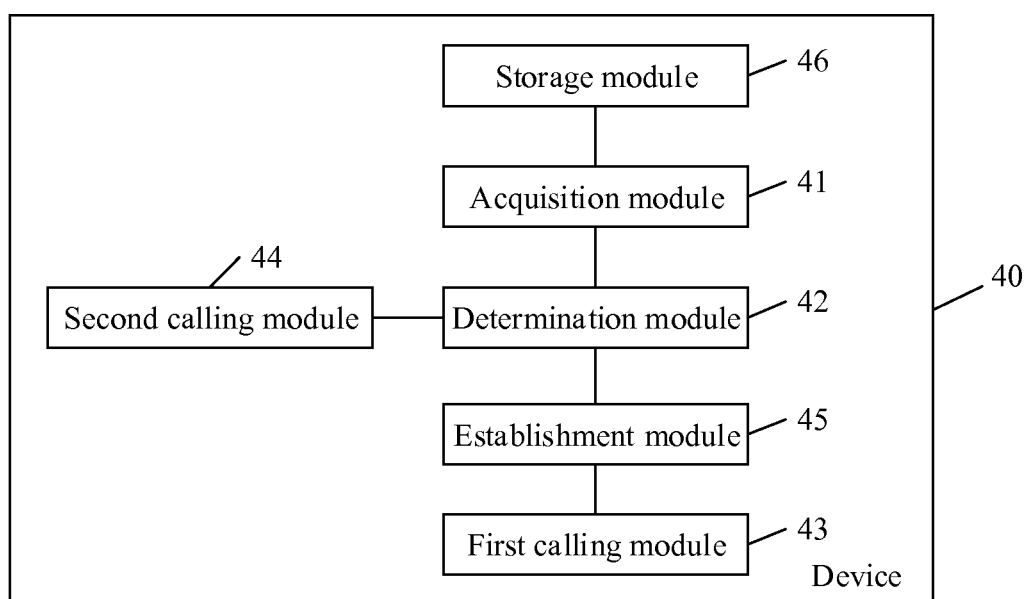 Storage module
46
Acquisition module
41
44
40
Second calling module
Determination module
42
Establishment module
45
First calling module
43
Device